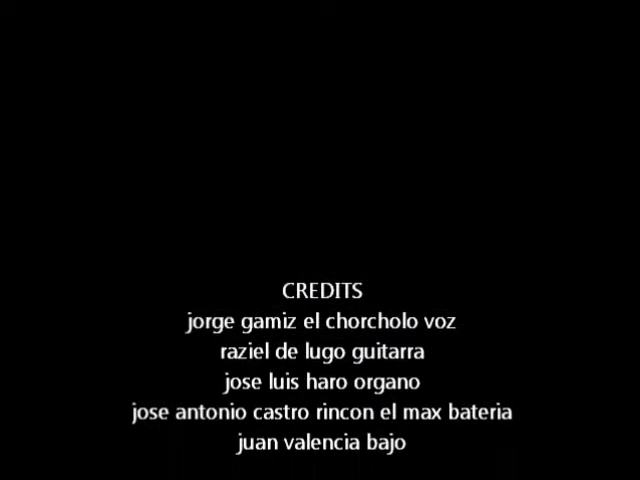 CREDITS
jorge gamiz el chorcholo voz
raziel de lugo guitarra
jose luis haro organo
jose antonio castro rincon el max bateria
juan valencia bajo